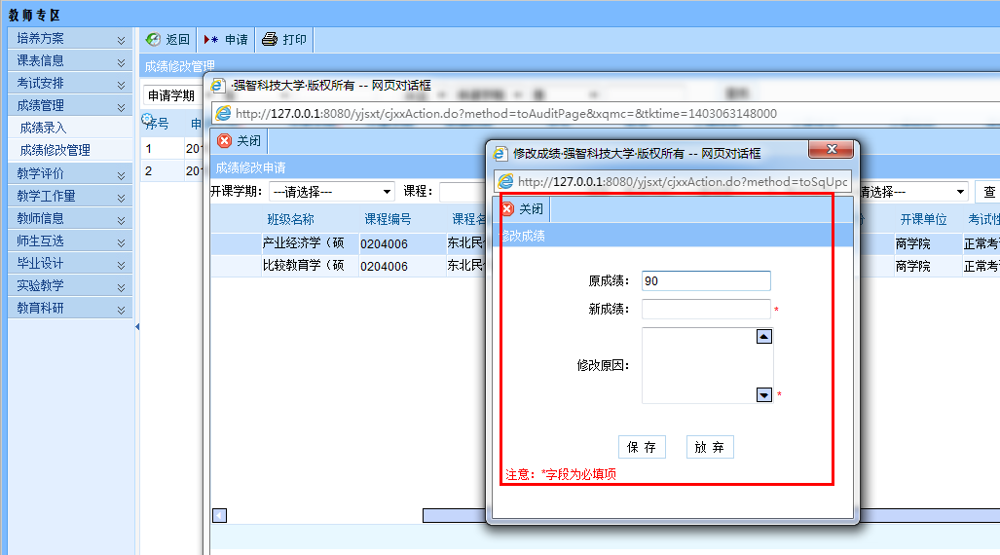 教师专区
培养方案
课表信息
考试安排
成绩管理
成绩录入
成绩修改管理
教学评价
教学工作量
教师信息
师生互选
毕业设计
实验教学
教育科研
返回 申请 打印
成绩修改管理
申请学期
序号 申
1 201
2 201
·强智科技大学·版权所有 -- 网页对话框
http://127.0.0.1:8080/yjsxt/cjxxAction.do?method=toAuditPage&xqmc=&tktime=1403063148000
关闭
成绩修改申请
开课学期: ---请选择--- 课程: 请选择--- 查
班级名称 课程编号 课程名 开课单位 考试性
产业经济学（硕 0204006 东北民 商学院 正常考
比较教育学（硕 0204006 东北民 商学院 正常考
修改成绩·强智科技大学·版权所有 -- 网页对话框
http://127.0.0.1:8080/yjsxt/cjxxAction.do?method=toSqUpc
关闭
修改成绩
原成绩: 90
新成绩: *
修改原因: *
保 存 放 弃
注意: *字段为必填项